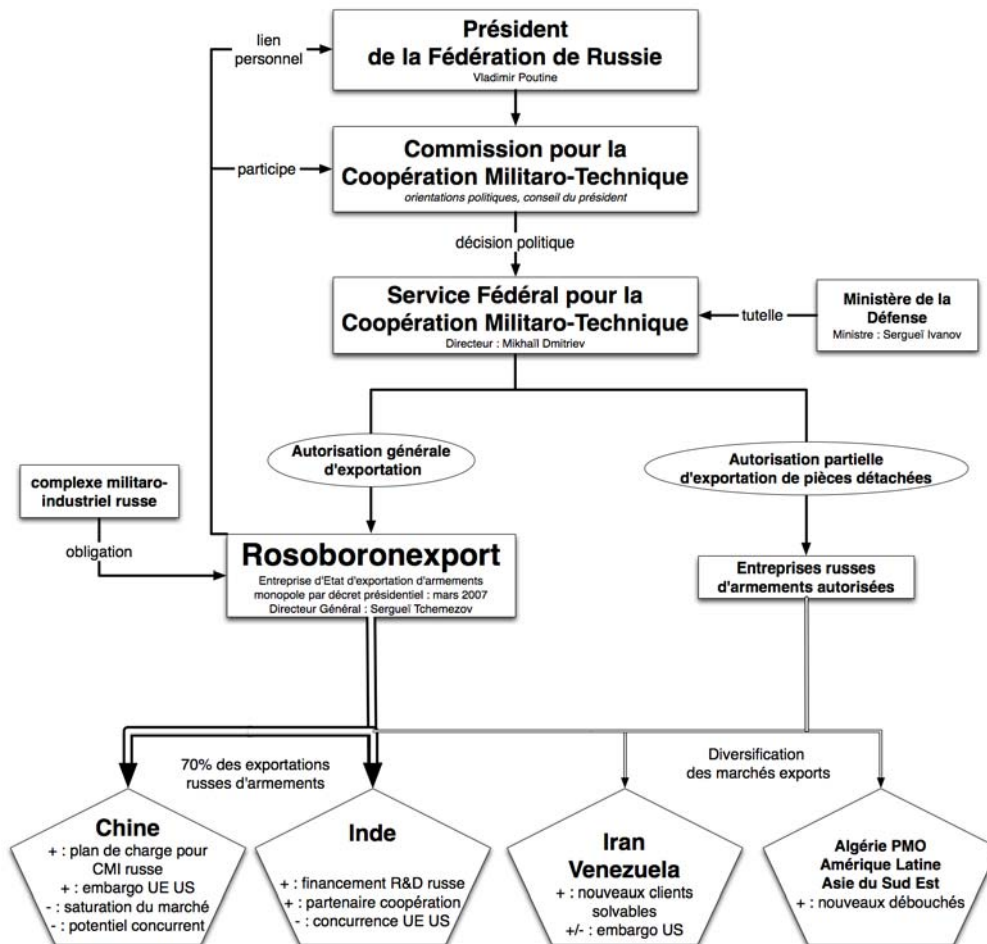 Président
de la Fédération de Russie
Vladimir Poutine
lien
personnel
Commission pour la
Coopération Militaro-Technique
orientations politiques, conseil du président
participe
décision politique
Service Fédéral pour la
Coopération Militaro-Technique
Directeur : Mikhaïl Dmitriev
tutelle
Ministère de la
Défense
Ministre : Sergueï Ivanov
Autorisation générale
d'exportation
Autorisation partielle
d'exportation de pièces détachées
complexe militaro-
industriel russe
obligation
Rosoboronexport
Entreprise d'Etat d'exportation d'armements
monopole par décret présidentiel : mars 2007
Directeur Général : Sergueï Tchemezov
Entreprises russes
d'armements autorisées
70% des exportations
russes d'armements
Diversification
des marchés exports
Chine
+ : plan de charge pour
CMI russe
+ : embargo UE US
- : saturation du marché
- : potentiel concurrent
Inde
+ : financement R&D russe
+ : partenaire coopération
- : concurrence UE US
Iran
Venezuela
+ : nouveaux clients
solvables
+/- : embargo US
Algérie PMO
Amérique Latine
Asie du Sud Est
+ : nouveaux débouchés